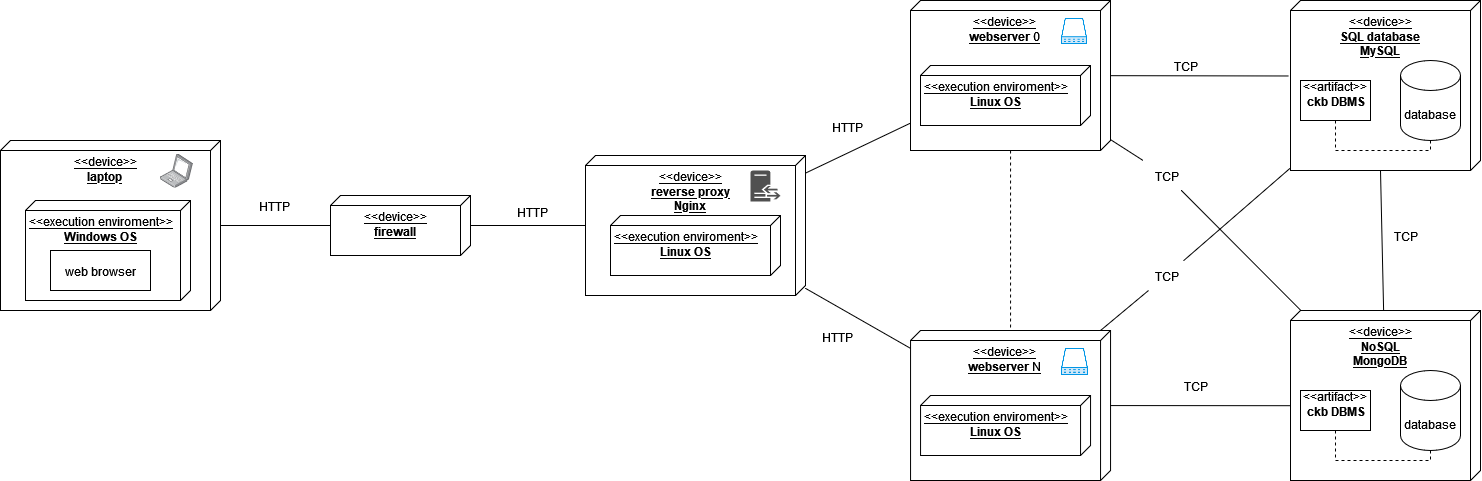 <<device>>
laptop
<<execution enviroment>>
Windows OS
web browser
HTTP
<<device>>
firewall
HTTP
<<device>>
reverse proxy
Nginx
<<execution enviroment>>
Linux OS
HTTP
HTTP
<<device>>
webserver 0
<<execution enviroment>>
Linux OS
<<device>>
webserver N
<<execution enviroment>>
Linux OS
TCP
TCP
TCP
TCP
TCP
<<device>>
SQL database
MySQL
<<artifact>>
ckb DBMS
database
<<device>>
NoSQL
MongoDB
<<artifact>>
ckb DBMS
database